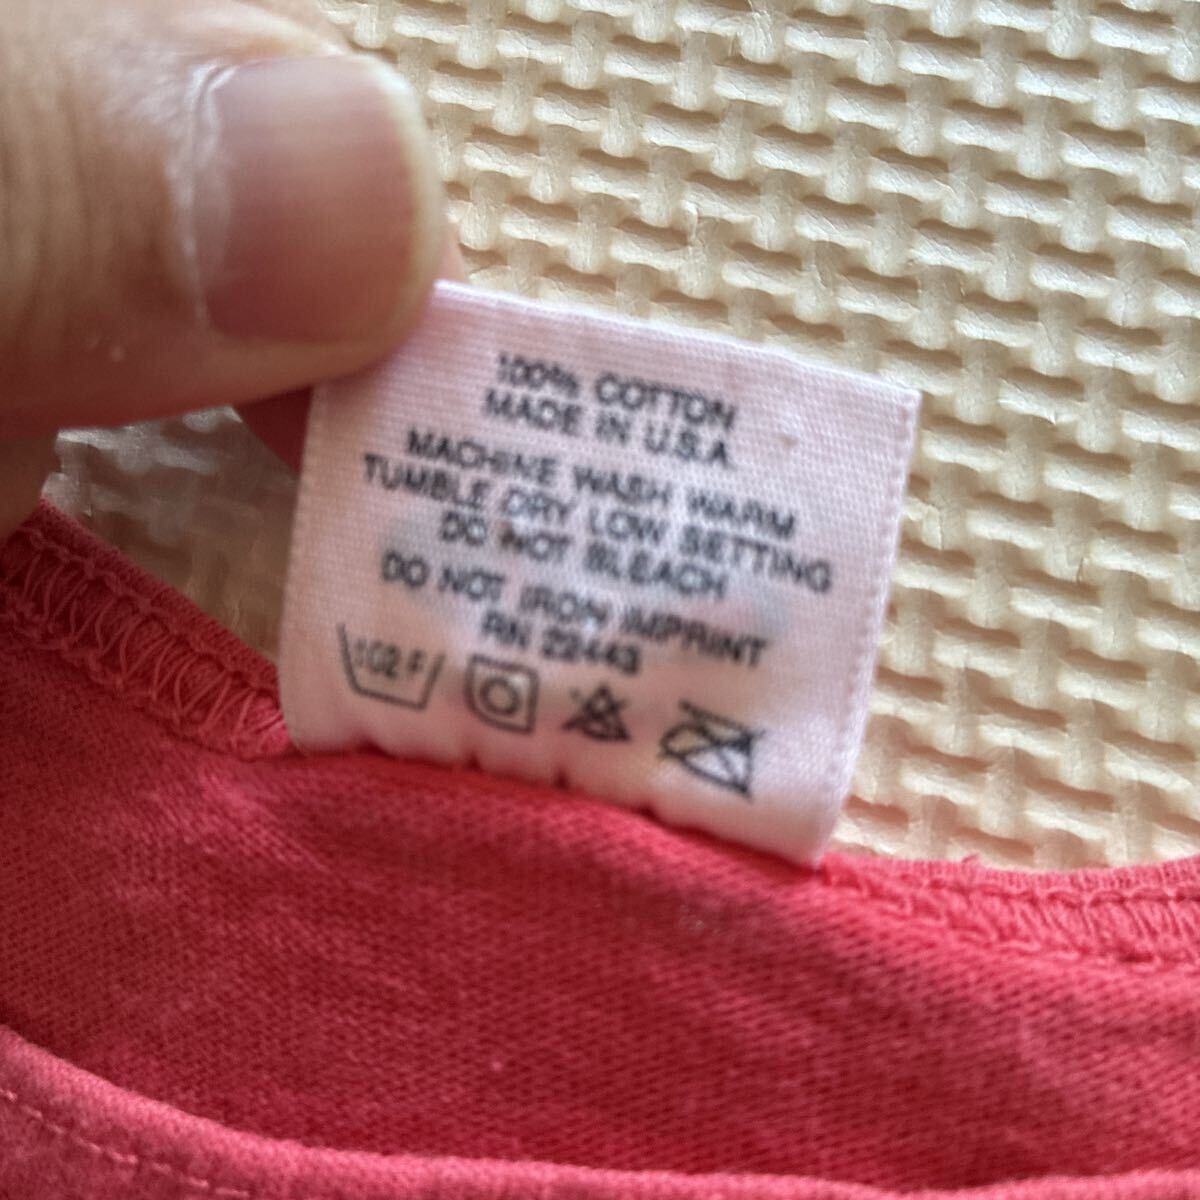 100% COTTON
MADE IN U.S.A.
MACHINE WASH WARM
TUMBLE DRY LOW SETTING
DO NOT BLEACH
DO NOT IRON IMPRINT
RN 22443
102 F